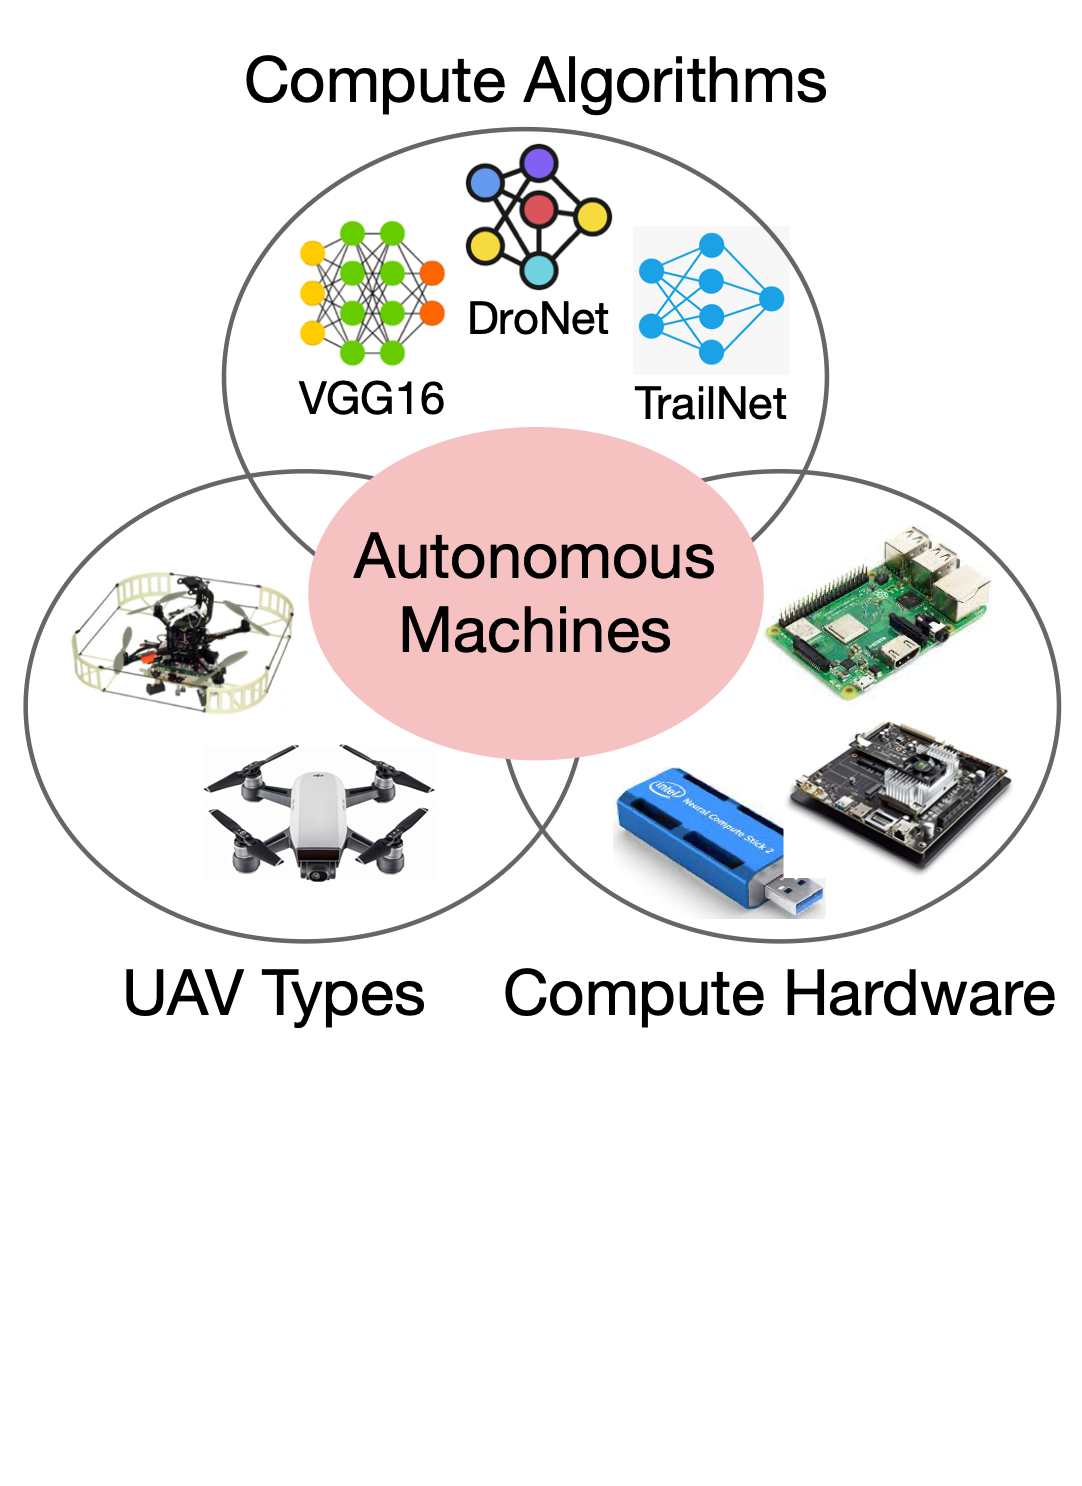 Compute Algorithms
DroNet
VGG16
TrailNet
Autonomous
Machines
intel
Neural Compute Stick 2
UAV Types
Compute Hardware